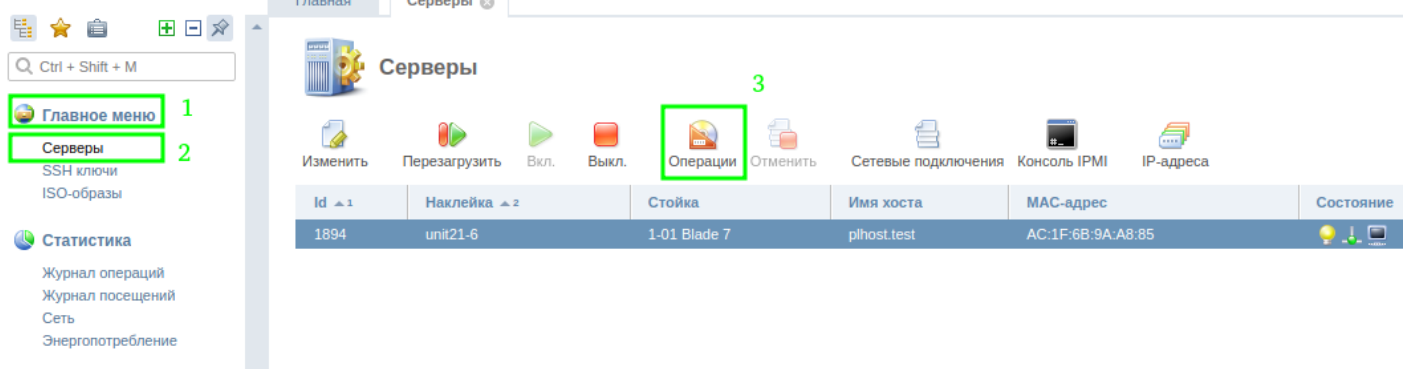 Главная Серверы
Ctrl + Shift + M
Серверы
3
Главное меню 1
Серверы 2
SSH ключи
ISO-образы
Изменить Перезагрузить Вкл. Выкл. Операции Отменить Сетевые подключения Консоль IPMI IP-адреса
Id 1 Наклейка 2 Стойка Имя хоста MAC-адрес Состояние
1894 unit21-6 1-01 Blade 7 plhost.test AC:1F:6B:9A:A8:85
Статистика
Журнал операций
Журнал посещений
Сеть
Энергопотребление